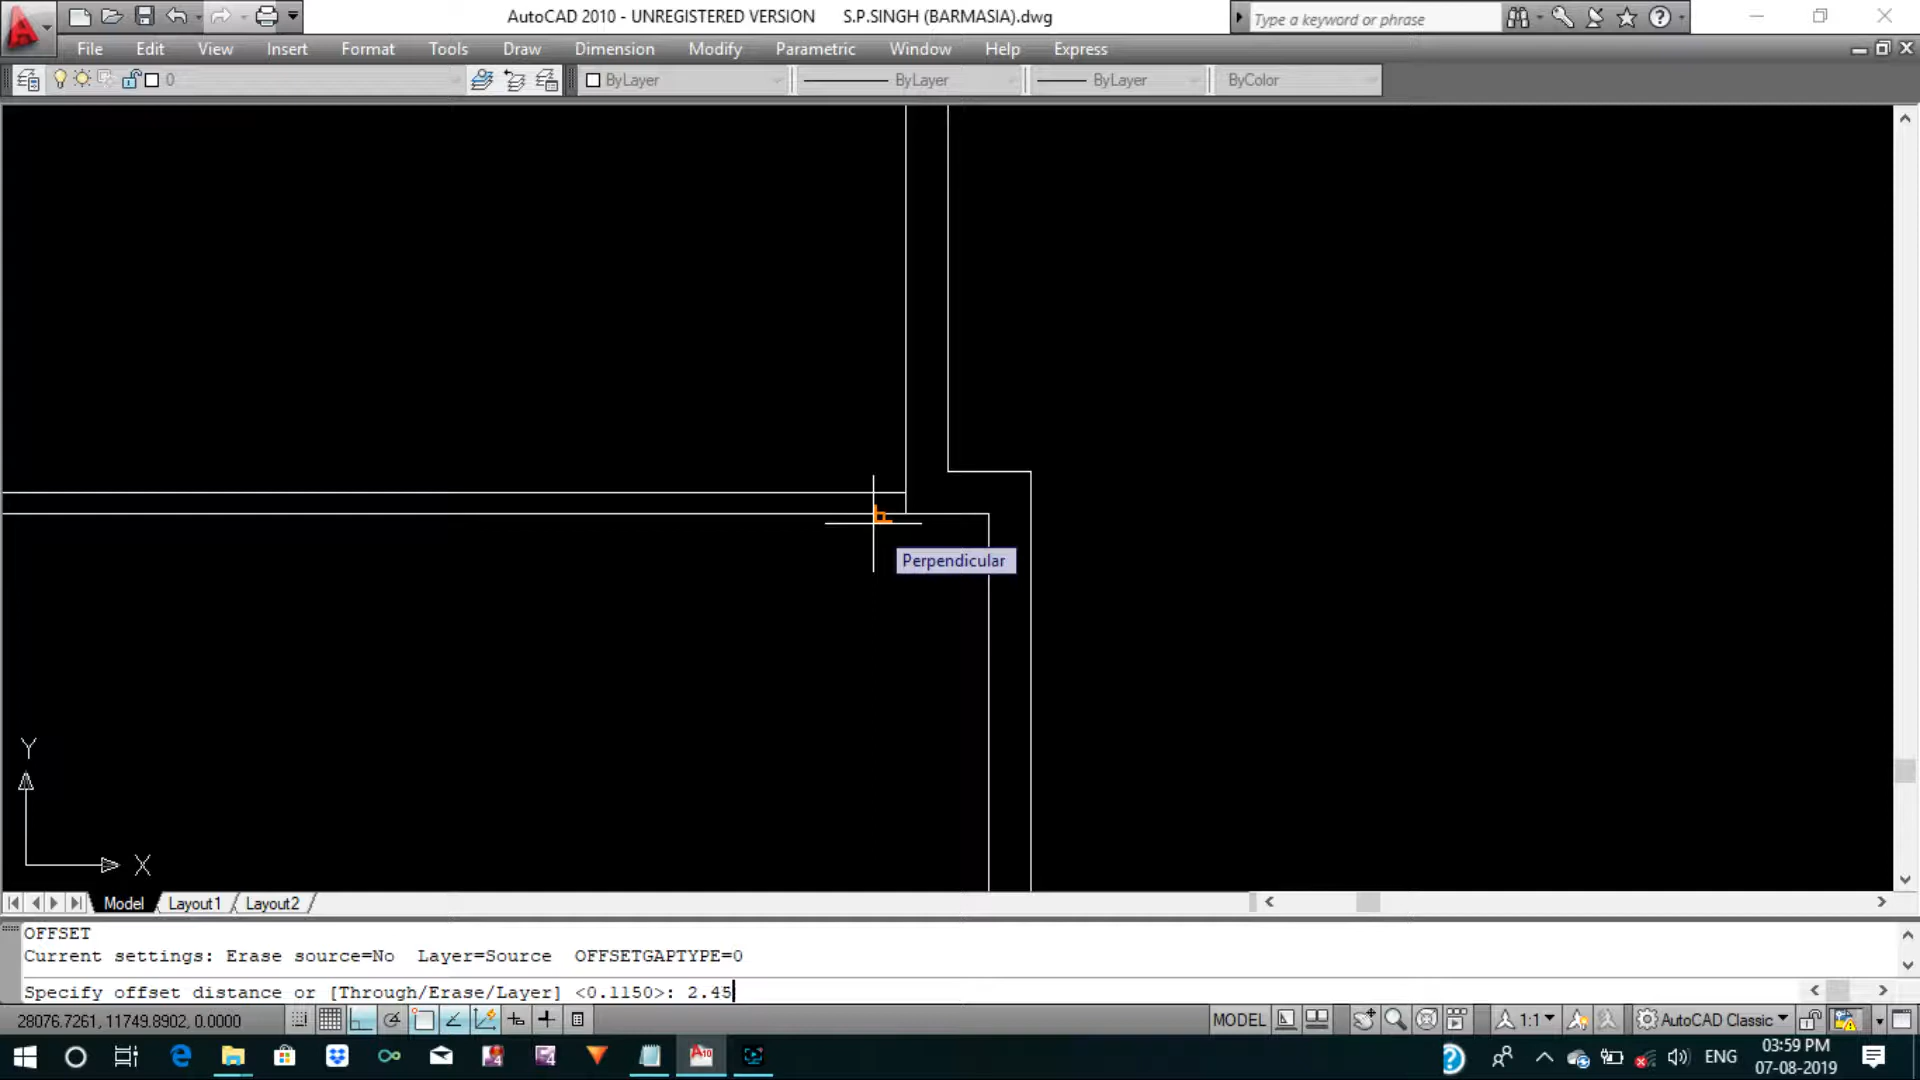 AutoCAD 2010 - UNREGISTERED VERSION S.P.SINGH (BARMASIA).dwg
Type a keyword or phrase
File Edit View Insert Format Tools Draw Dimension Modify Parametric Window Help Express
0 ByLayer ByLayer ByLayer ByColor
Perpendicular
Y
X
Model Layout1 Layout2
OFFSET
Current settings: Erase source=No Layer=Source OFFSETGAPTYPE=0
Specify offset distance or [Through/Erase/Layer] <0.1150>: 2.45
28076.7261, 11749.8902, 0.0000 MODEL 1:1 AutoCAD Classic
ENG 03:59 PM
07-08-2019